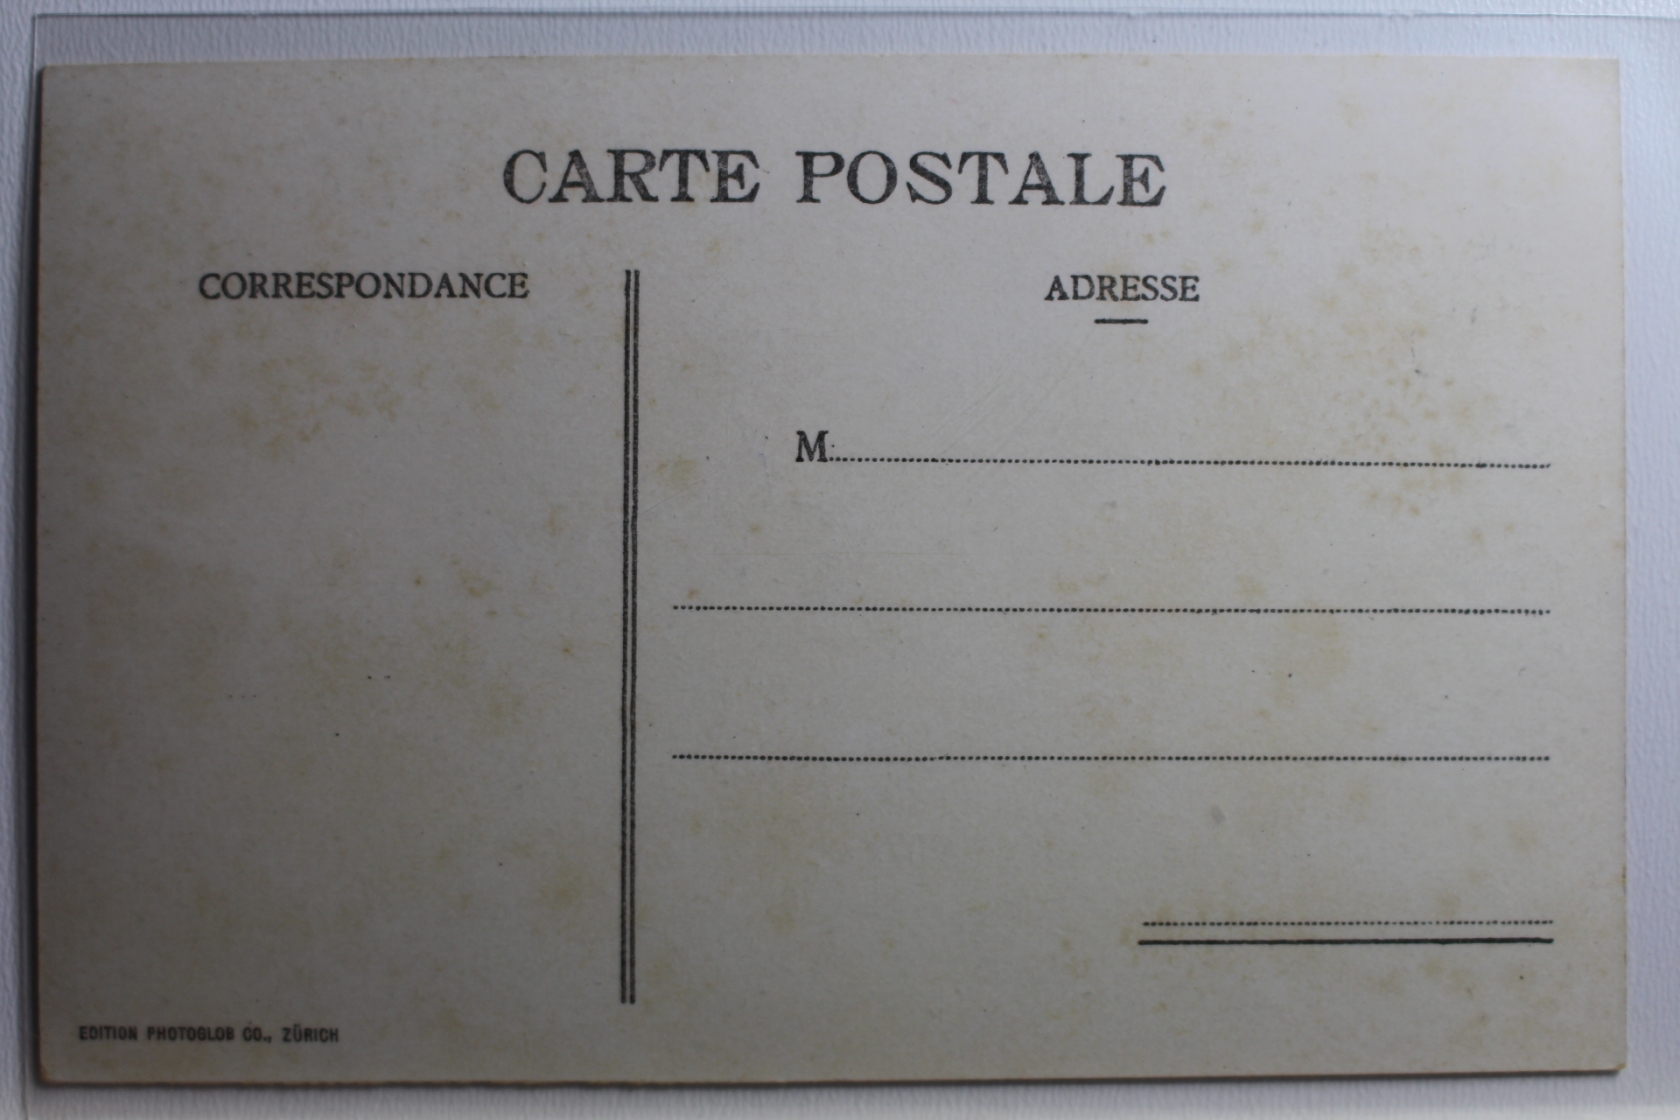 CARTE POSTALE
CORRESPONDANCE
ADRESSE
M
EDITION PHOTOGLOB CO., ZÜRICH